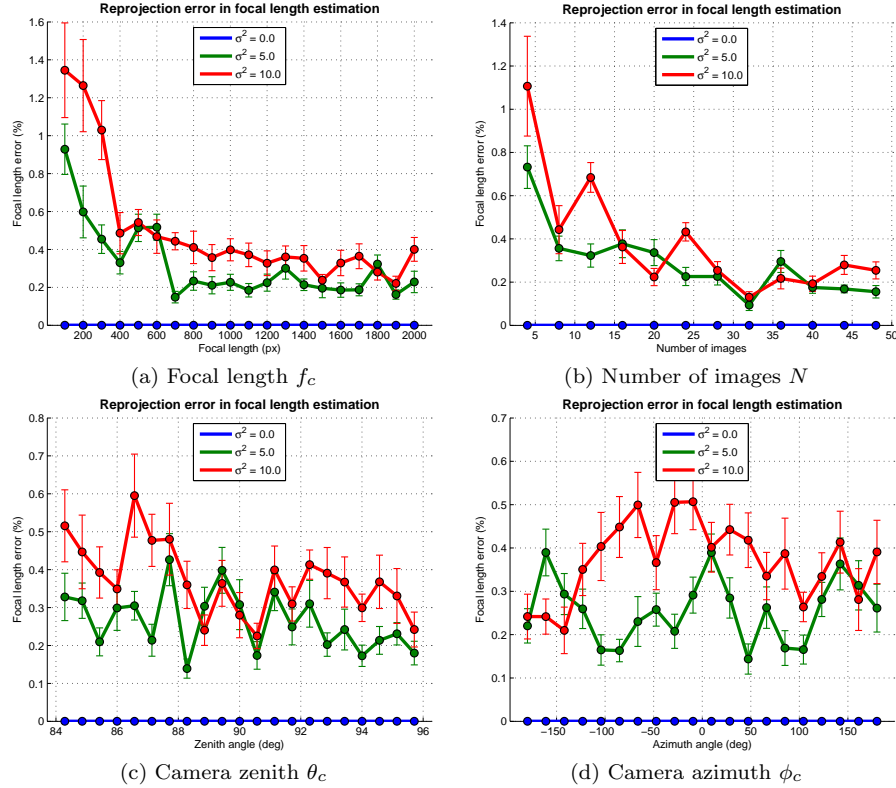 Reprojection error in focal length estimation
1.6
1.4
1.2
1
0.8
0.6
0.4
0.2
0
Focal length error (%)
σ² = 0.0
σ² = 5.0
σ² = 10.0
200 400 600 800 1000 1200 1400 1600 1800 2000
Focal length (px)
(a) Focal length f_c
Reprojection error in focal length estimation
1.4
1.2
1
0.8
0.6
0.4
0.2
0
Focal length error (%)
σ² = 0.0
σ² = 5.0
σ² = 10.0
5 10 15 20 25 30 35 40 45 50
Number of images
(b) Number of images N
Reprojection error in focal length estimation
0.8
0.7
0.6
0.5
0.4
0.3
0.2
0.1
0
Focal length error (%)
σ² = 0.0
σ² = 5.0
σ² = 10.0
84 86 88 90 92 94 96
Zenith angle (deg)
(c) Camera zenith θ_c
Reprojection error in focal length estimation
0.7
0.6
0.5
0.4
0.3
0.2
0.1
0
Focal length error (%)
σ² = 0.0
σ² = 5.0
σ² = 10.0
−150 −100 −50 0 50 100 150
Azimuth angle (deg)
(d) Camera azimuth ϕ_c